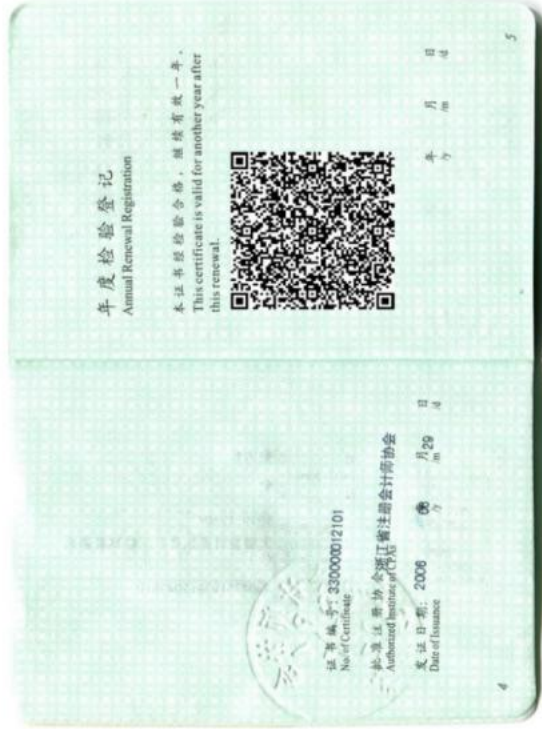 证书编号: 330000012101
No. of Certificate
批准注册协会 浙江省注册会计师协会
Authorized Institute of CPAs
发证日期: 2006 年 08 月 29 日
Date of Issuance /y /m /d
4
年度检验登记
Annual Renewal Registration
本证书经检验合格，继续有效一年。
This certificate is valid for another year after
this renewal.
年 月 日
/y /m /d
5